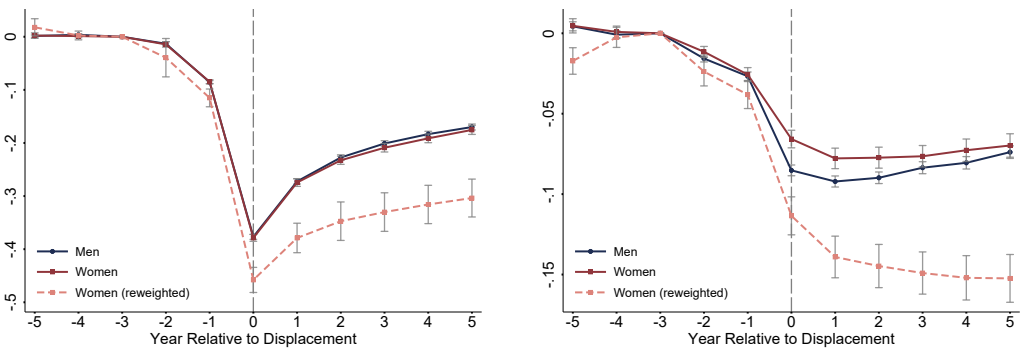 0
-.1
-.2
-.3
-.4
-.5
Men
Women
Women (reweighted)
-5 -4 -3 -2 -1 0 1 2 3 4 5
Year Relative to Displacement
0
-.05
-.1
-.15
Men
Women
Women (reweighted)
-5 -4 -3 -2 -1 0 1 2 3 4 5
Year Relative to Displacement